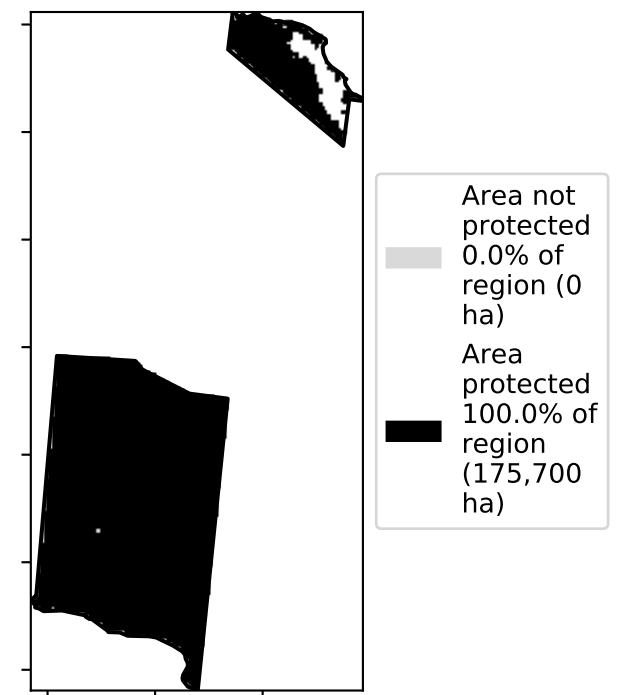 Area not
protected
0.0% of
region (0
ha)
Area
protected
100.0% of
region
(175,700
ha)